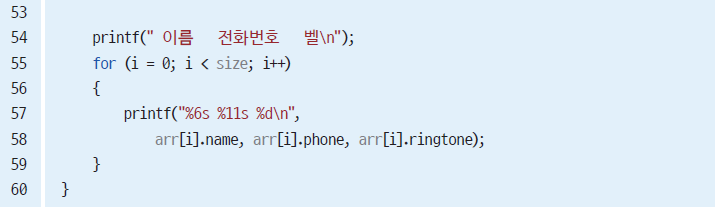 53
54 printf(" 이름   전화번호   벨\n");
55 for (i = 0; i < size; i++)
56 {
57 printf("%6s %11s %d\n",
58 arr[i].name, arr[i].phone, arr[i].ringtone);
59 }
60 }